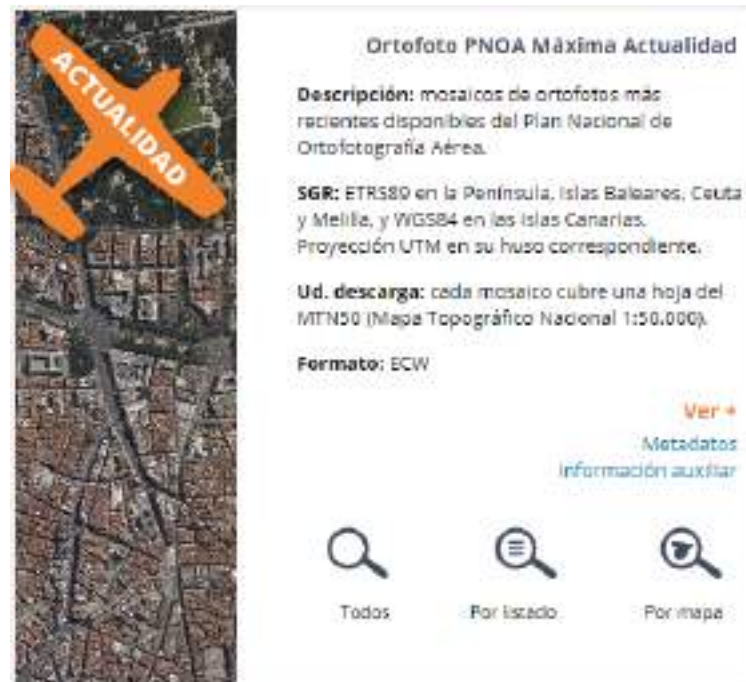 ACTUALIDAD
Ortofoto PNOA Máxima Actualidad
Descripción: mosaicos de ortofotos más
recientes disponibles del Plan Nacional de
Ortofotografía Aérea.
SGR: ETRS89 en la Península, Islas Baleares, Ceuta
y Melilla, y WGS84 en las Islas Canarias.
Proyección UTM en su huso correspondiente.
Ud. descarga: cada mosaico cubre una hoja del
MTN50 (Mapa Topográfico Nacional 1:50.000).
Formato: ECW
Ver +
Metadatos
Información auxiliar
Todos
Por listado
Por mapa